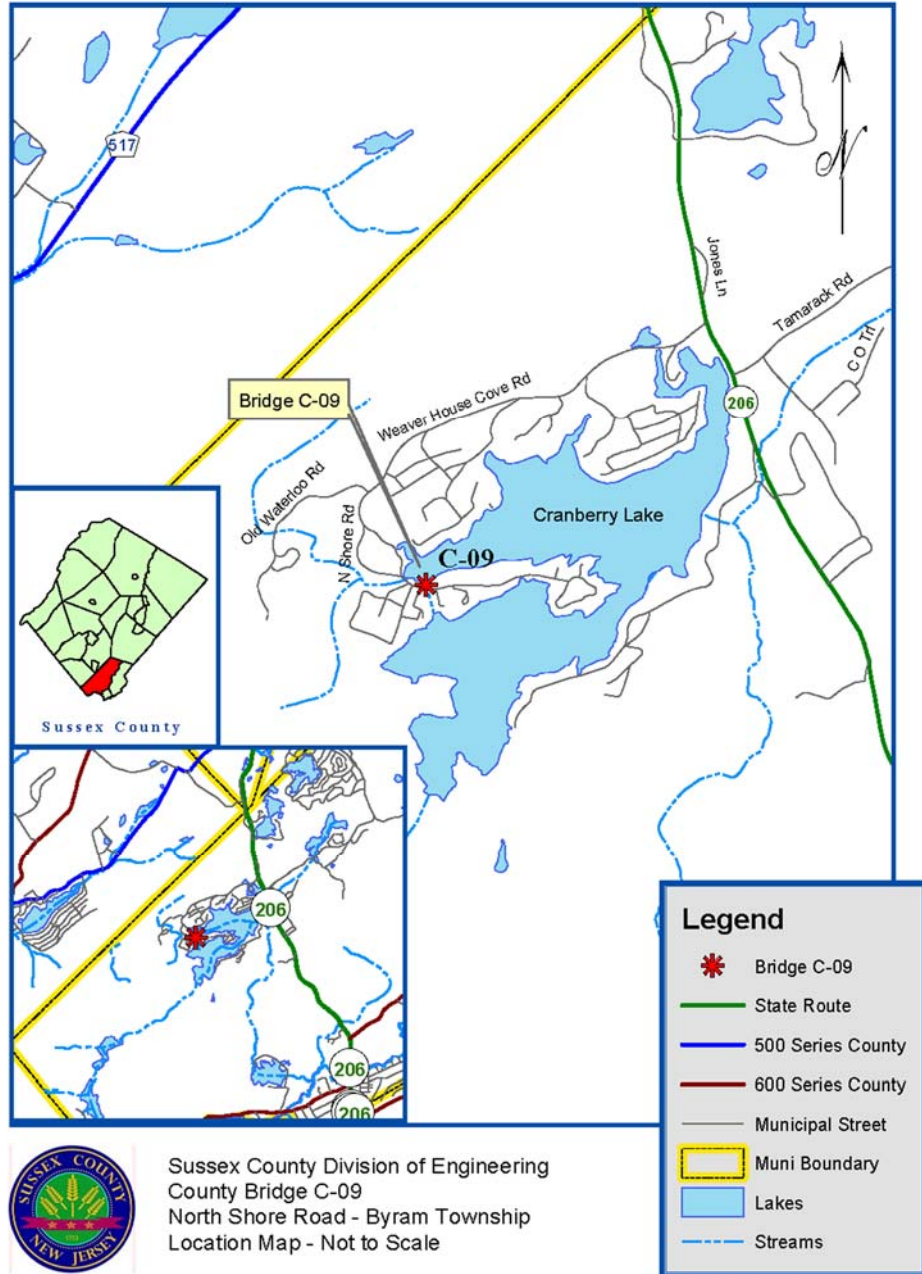 517
N
Jones Ln
Tamarack Rd
C O Trl
206
Bridge C-09
Weaver House Cove Rd
Old Waterloo Rd
N Shore Rd
Cranberry Lake
C-09
Sussex County
206
206
206
Legend
Bridge C-09
State Route
500 Series County
600 Series County
Municipal Street
Muni Boundary
Lakes
Streams
SUSSEX COUNTY
NEW JERSEY
Sussex County Division of Engineering
County Bridge C-09
North Shore Road - Byram Township
Location Map - Not to Scale